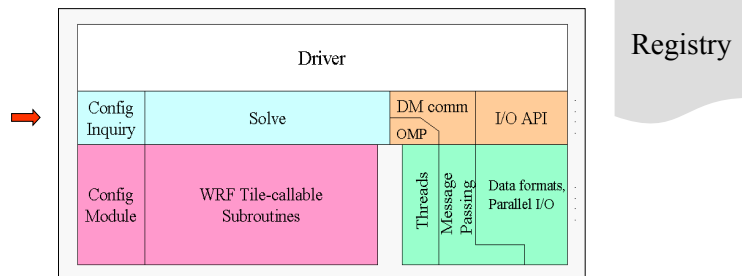 Registry
Driver
Config
Inquiry
Solve
DM comm
OMP
I/O API
Config
Module
WRF Tile-callable
Subroutines
Threads
Message
Passing
Data formats,
Parallel I/O